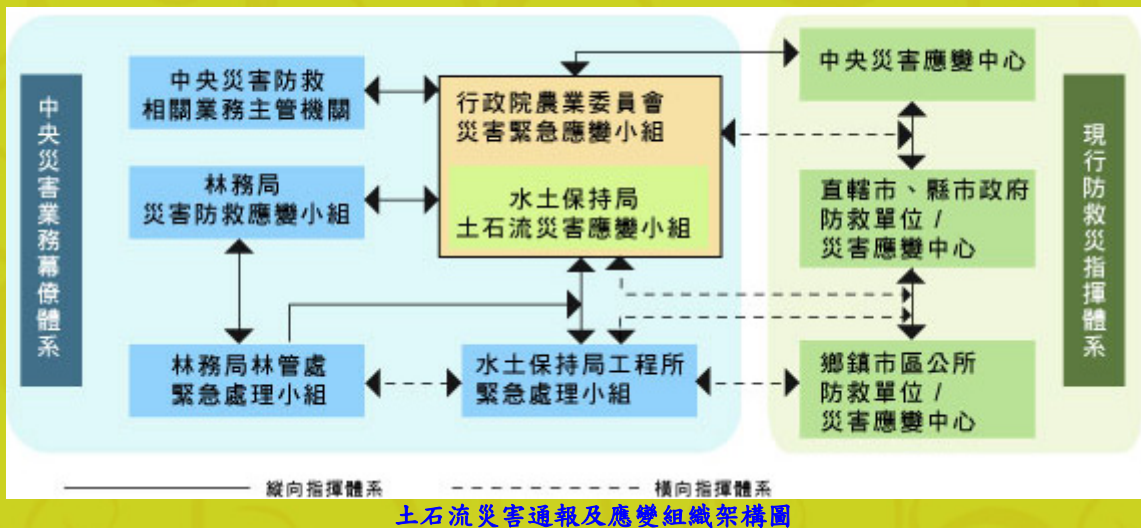 中央災害業務幕僚體系
中央災害防救
相關業務主管機關
林務局
災害防救應變小組
林務局林管處
緊急處理小組
行政院農業委員會
災害緊急應變小組
水土保持局
土石流災害應變小組
水土保持局工程所
緊急處理小組
中央災害應變中心
直轄市、縣市政府
防救單位 /
災害應變中心
鄉鎮市區公所
防救單位 /
災害應變中心
現行防救災指揮體系
縱向指揮體系
橫向指揮體系
土石流災害通報及應變組織架構圖